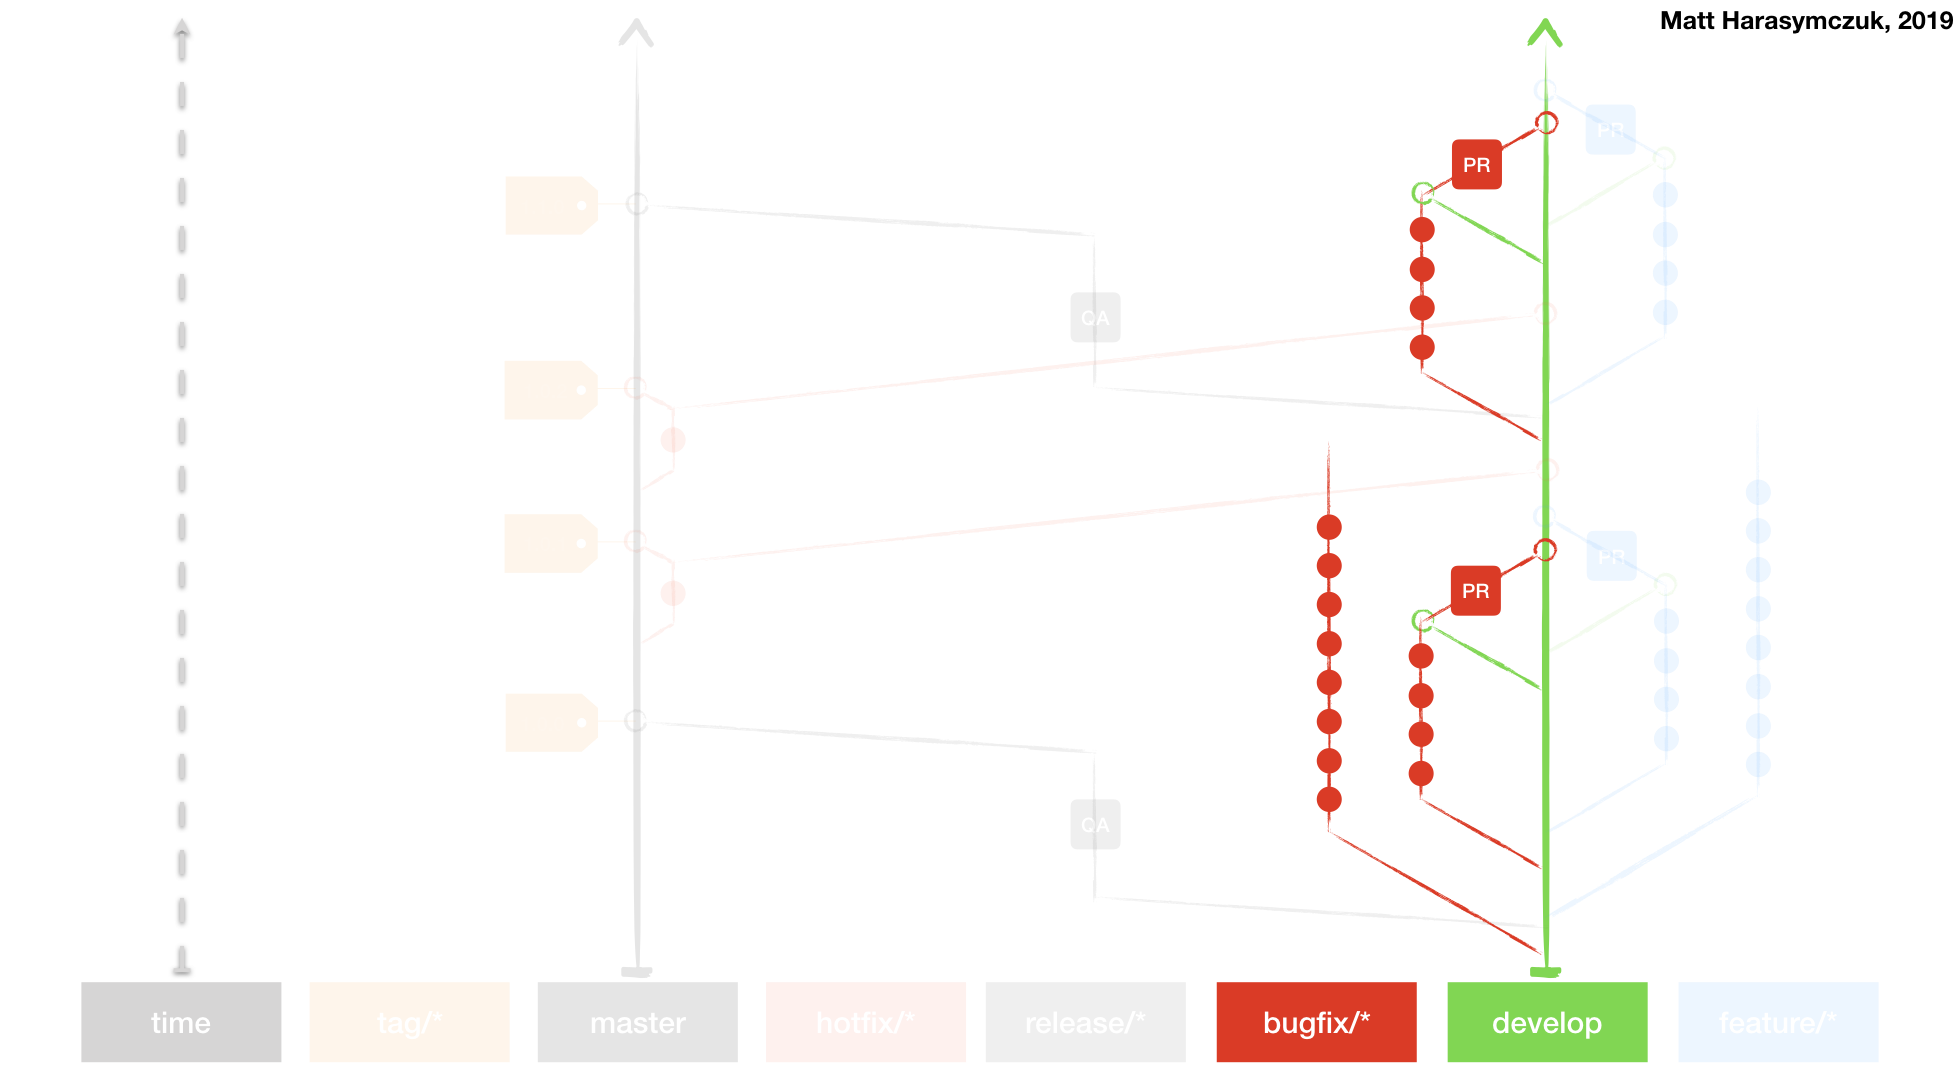 Matt Harasymczuk, 2019
PR
PR
QA
PR
PR
QA
time
tag/*
master
hotfix/*
release/*
bugfix/*
develop
feature/*